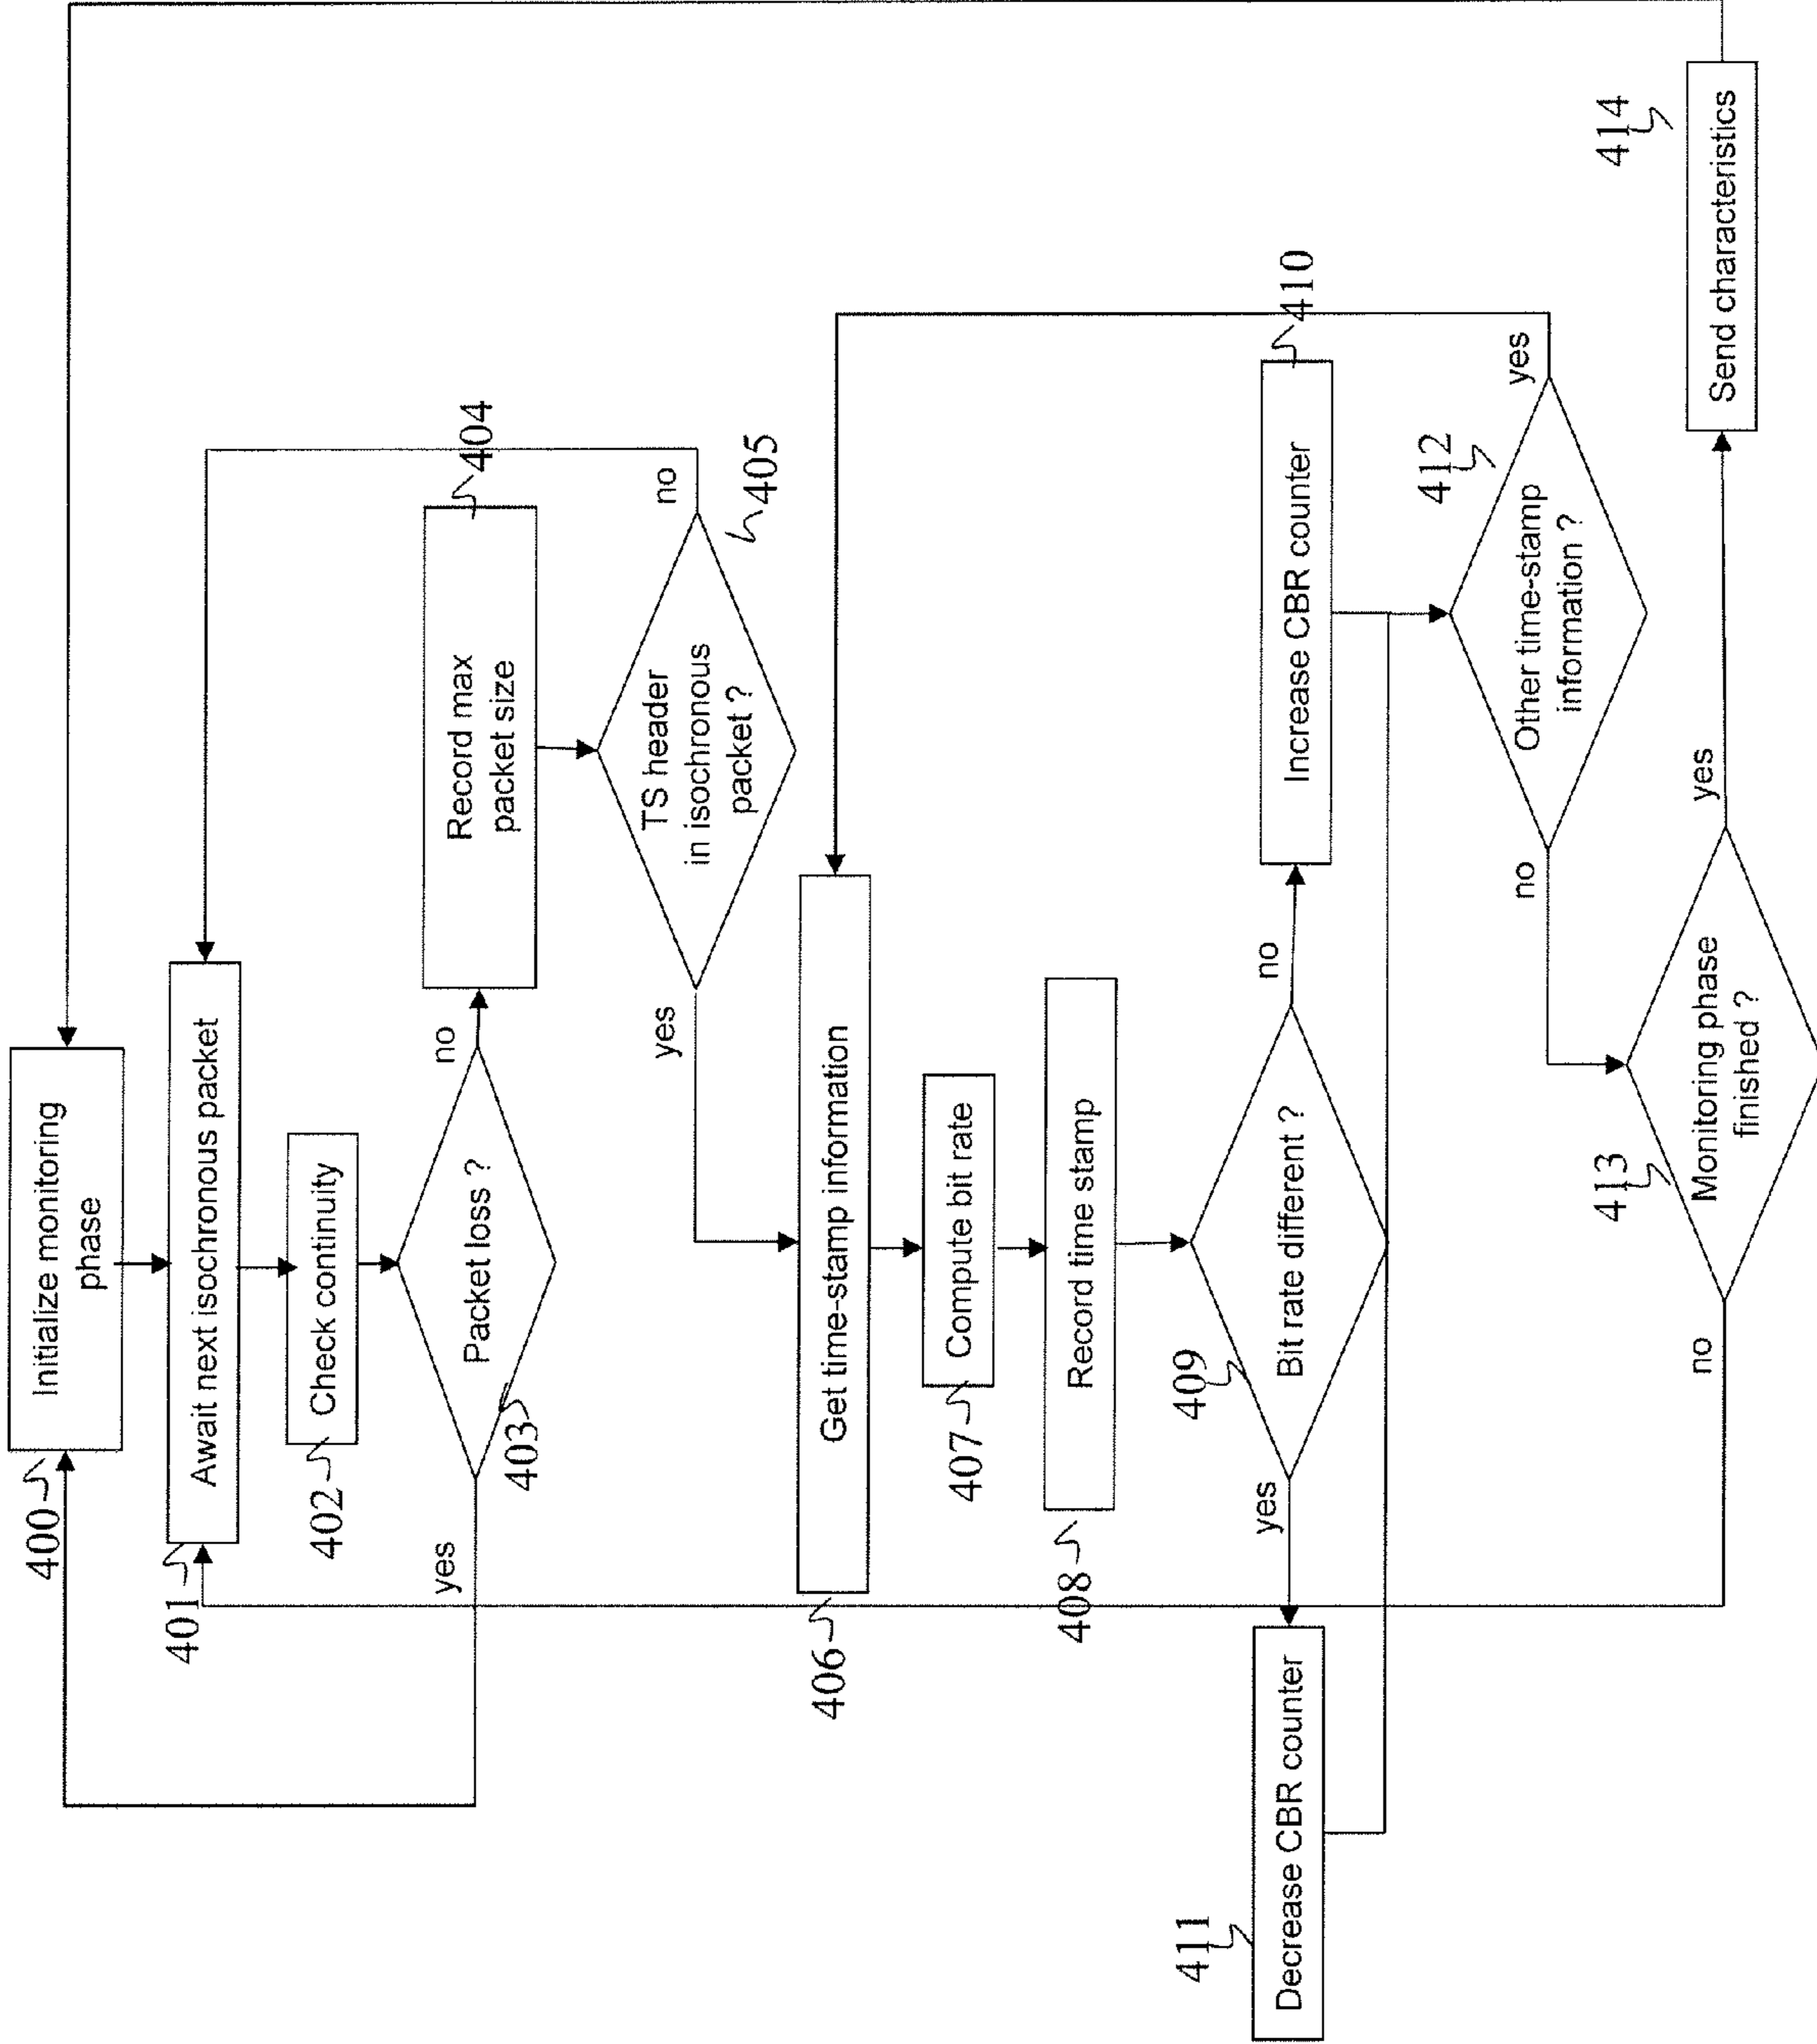 400
Initialize monitoring
phase
401
Await next isochronous packet
402
Check continuity
403
Packet loss ?
yes
no
404
Record max
packet size
405
TS header
in isochronous
packet ?
no
yes
406
Get time-stamp information
407
Compute bit rate
408
Record time stamp
409
Bit rate different ?
yes
no
411
Decrease CBR counter
410
Increase CBR counter
412
Other time-stamp
information ?
yes
no
413
Monitoring phase
finished ?
no
yes
414
Send characteristics